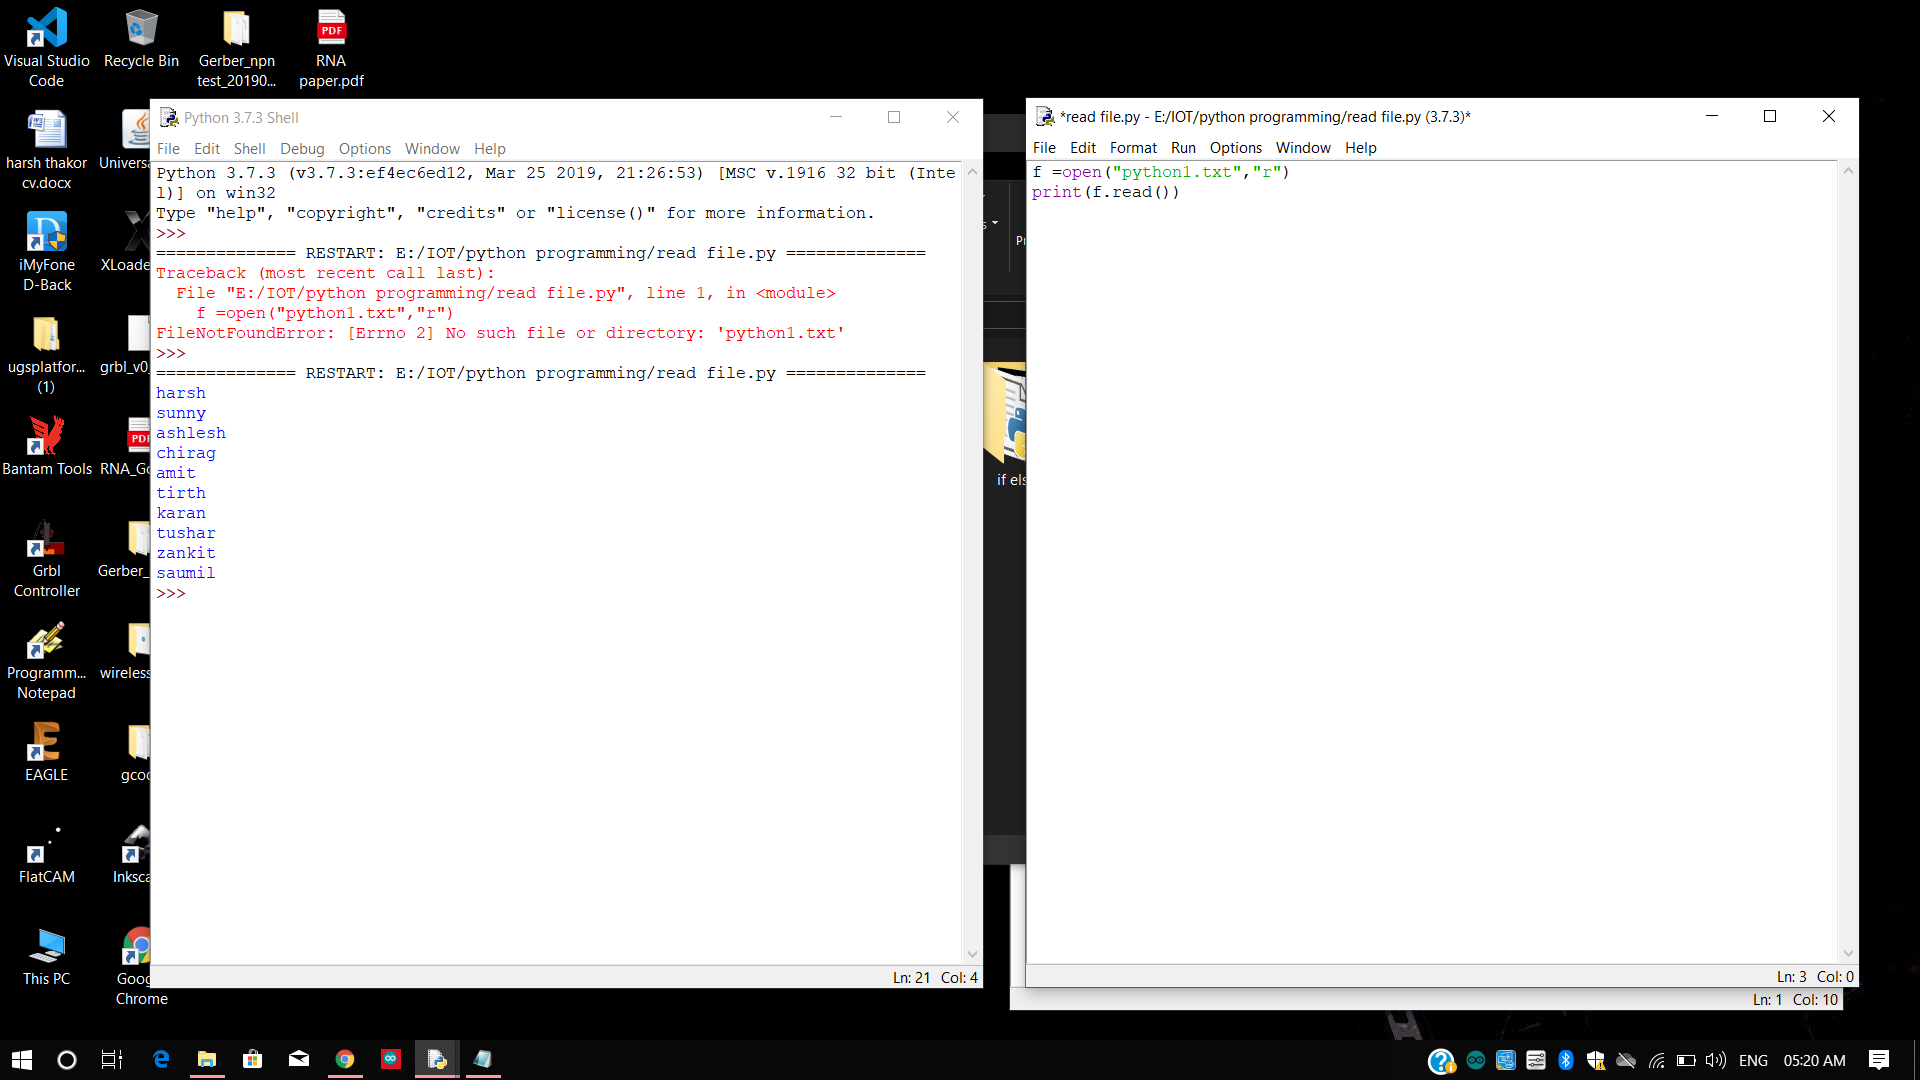 Visual Studio
Code
Recycle Bin
Gerber_npn
test_20190...
RNA
paper.pdf
harsh thakor
cv.docx
Universa
iMyFone
D-Back
XLoade
ugsplatfor...
(1)
grbl_v0
Bantam Tools
RNA_Ge
Grbl
Controller
Gerber_
Programm...
Notepad
wireless
EAGLE
gcod
FlatCAM
Inksca
This PC
Goog
Chrome
Python 3.7.3 Shell
File Edit Shell Debug Options Window Help
Python 3.7.3 (v3.7.3:ef4ec6ed12, Mar 25 2019, 21:26:53) [MSC v.1916 32 bit (Inte
l)] on win32
Type "help", "copyright", "credits" or "license()" for more information.
>>>
============== RESTART: E:/IOT/python programming/read file.py ==============
Traceback (most recent call last):
  File "E:/IOT/python programming/read file.py", line 1, in <module>
    f =open("python1.txt","r")
FileNotFoundError: [Errno 2] No such file or directory: 'python1.txt'
>>>
============== RESTART: E:/IOT/python programming/read file.py ==============
harsh
sunny
ashlesh
chirag
amit
tirth
karan
tushar
zankit
saumil
>>>
Ln: 21 Col: 4
if els
*read file.py - E:/IOT/python programming/read file.py (3.7.3)*
File Edit Format Run Options Window Help
f =open("python1.txt","r")
print(f.read())
Ln: 3 Col: 0
Ln: 1 Col: 10
ENG 05:20 AM